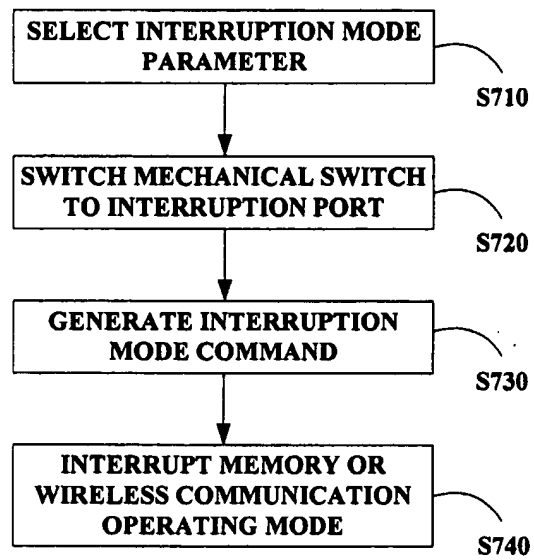 SELECT INTERRUPTION MODE
PARAMETER
S710
SWITCH MECHANICAL SWITCH
TO INTERRUPTION PORT
S720
GENERATE INTERRUPTION
MODE COMMAND
S730
INTERRUPT MEMORY OR
WIRELESS COMMUNICATION
OPERATING MODE
S740